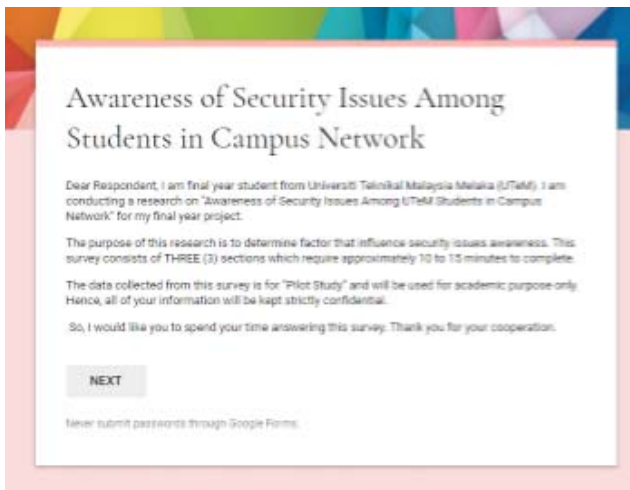 Awareness of Security Issues Among
Students in Campus Network
Dear Respondent, I am final year student from Universiti Teknikal Malaysia Melaka (UTeM). I am
conducting a research on "Awareness of Security Issues Among UTeM Students in Campus
Network" for my final year project.
The purpose of this research is to determine factor that influence security issues awareness. This
survey consists of THREE (3) sections which require approximately 10 to 15 minutes to complete.
The data collected from this survey is for "Pilot Study" and will be used for academic purpose only.
Hence, all of your information will be kept strictly confidential.
So, I would like you to spend your time answering this survey. Thank you for your cooperation.
NEXT
Never submit passwords through Google Forms.